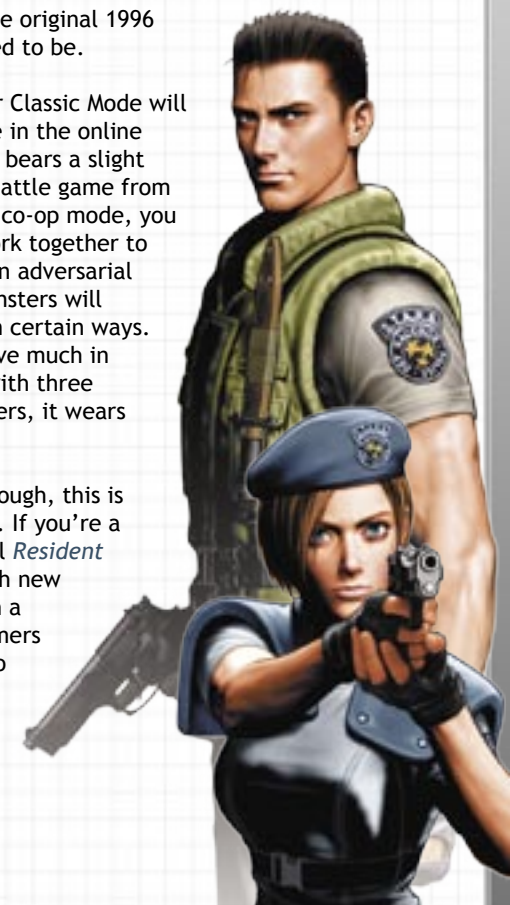 e original 1996
ed to be.
r Classic Mode will
e in the online
bears a slight
attle game from
co-op mode, you
rk together to
n adversarial
nsters will
n certain ways.
ve much in
with three
ers, it wears
ough, this is
. If you're a
l Resident
h new
n a
mers
o